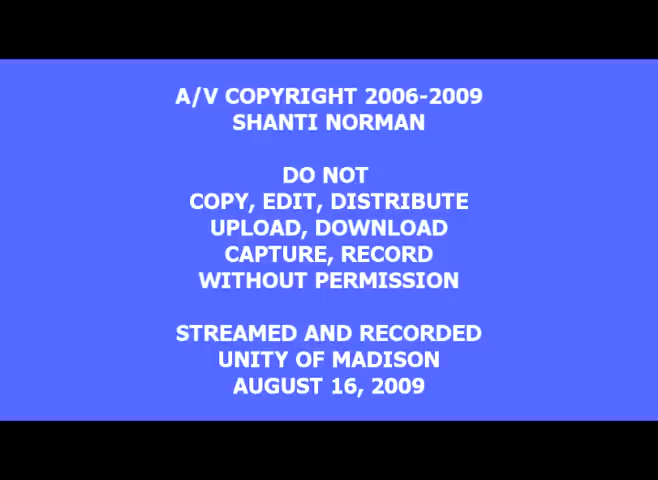 A/V COPYRIGHT 2006-2009
SHANTI NORMAN
DO NOT
COPY, EDIT, DISTRIBUTE
UPLOAD, DOWNLOAD
CAPTURE, RECORD
WITHOUT PERMISSION
STREAMED AND RECORDED
UNITY OF MADISON
AUGUST 16, 2009